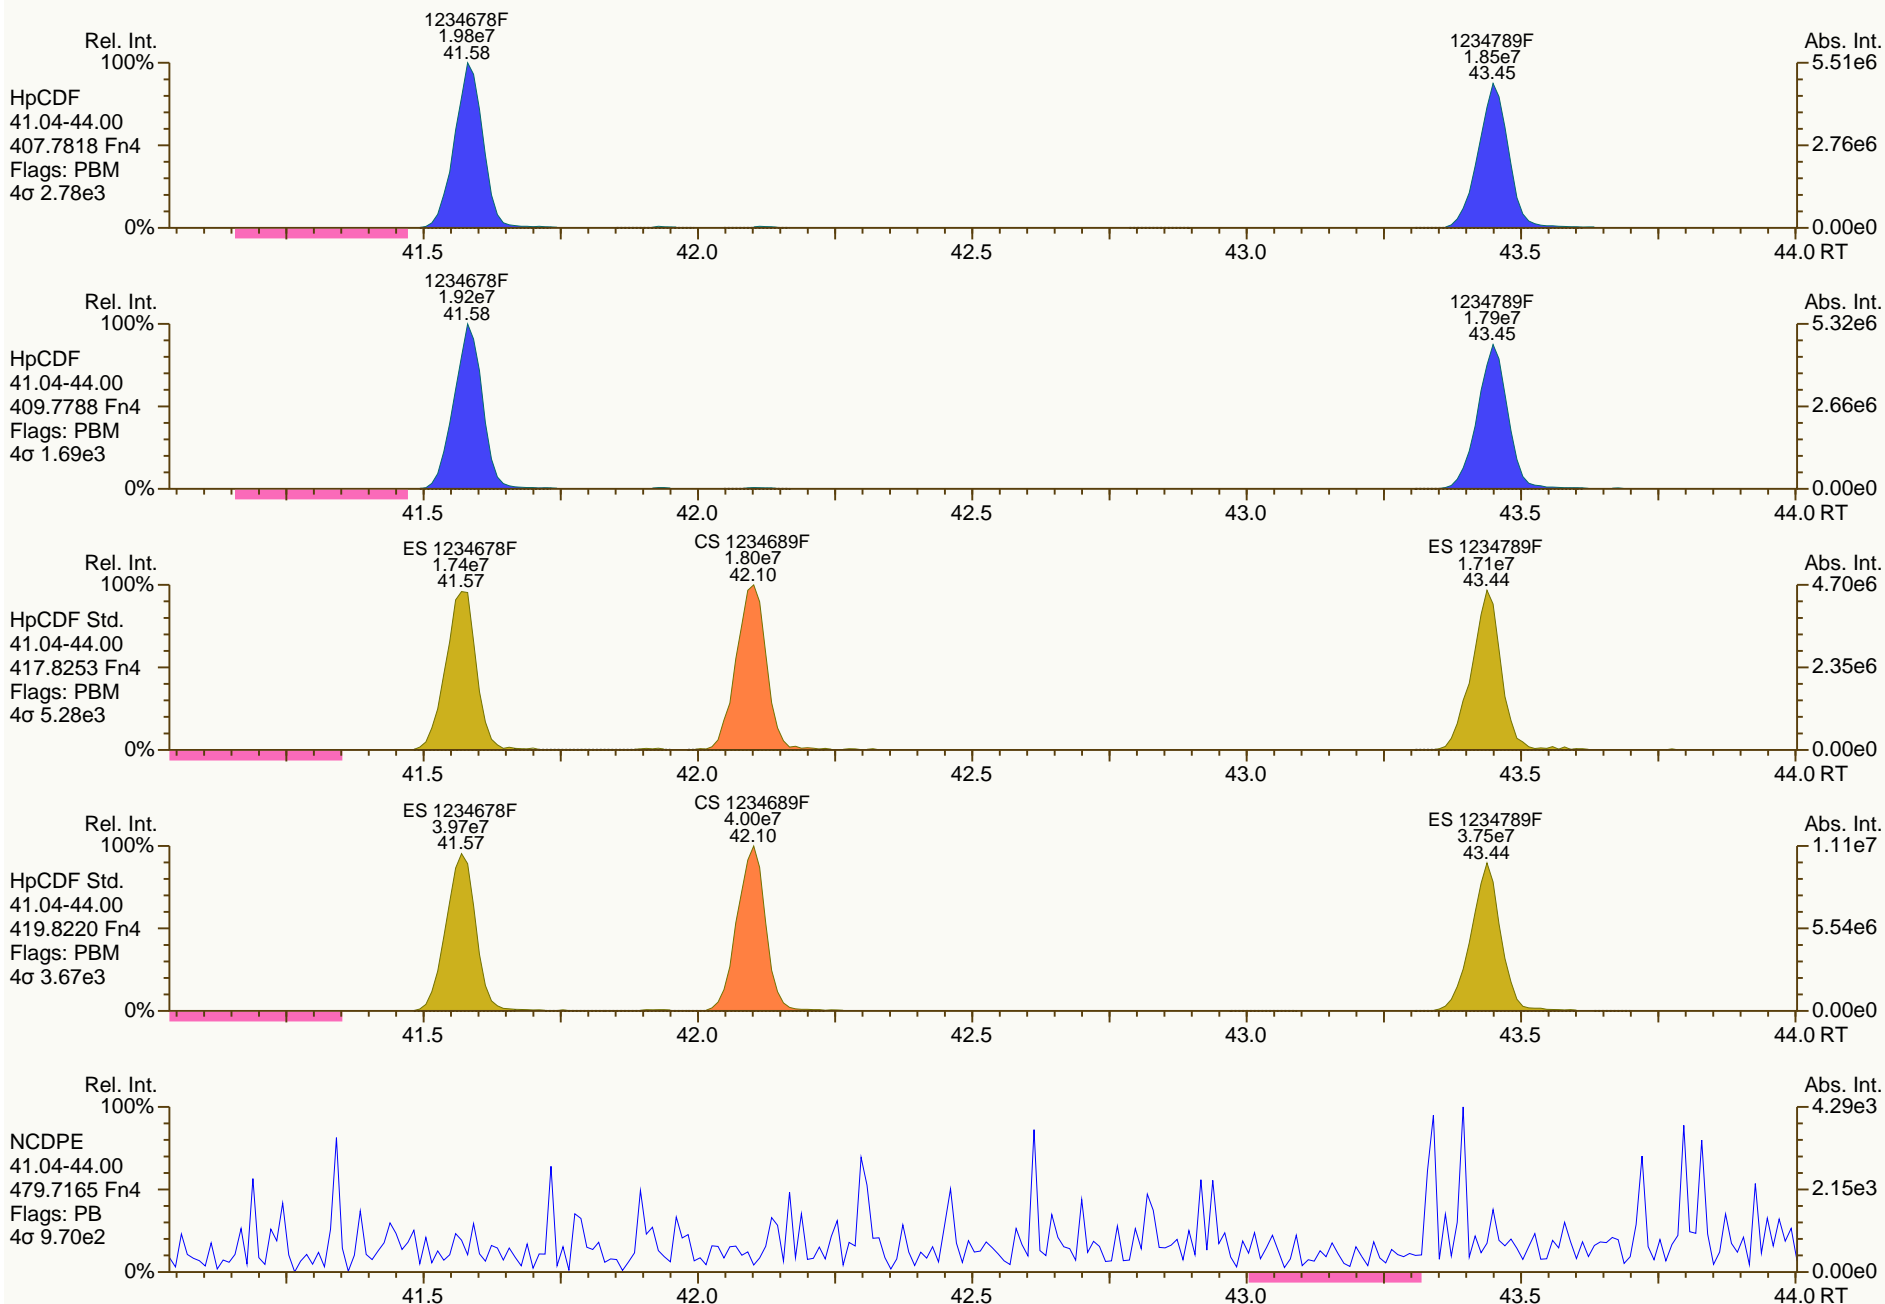 1234678F
1.98e7
41.58
1234789F
1.85e7
43.45
Rel. Int.
Abs. Int.
100%
5.51e6
HpCDF
41.04-44.00
407.7818 Fn4
Flags: PBM
4σ 2.78e3
2.76e6
0%
0.00e0
41.5 42.0 42.5 43.0 43.5 44.0 RT
1234678F
1.92e7
41.58
1234789F
1.79e7
43.45
Rel. Int.
Abs. Int.
100%
5.32e6
HpCDF
41.04-44.00
409.7788 Fn4
Flags: PBM
4σ 1.69e3
2.66e6
0%
0.00e0
41.5 42.0 42.5 43.0 43.5 44.0 RT
ES 1234678F
1.74e7
41.57
CS 1234689F
1.80e7
42.10
ES 1234789F
1.71e7
43.44
Rel. Int.
Abs. Int.
100%
4.70e6
HpCDF Std.
41.04-44.00
417.8253 Fn4
Flags: PBM
4σ 5.28e3
2.35e6
0%
0.00e0
41.5 42.0 42.5 43.0 43.5 44.0 RT
ES 1234678F
3.97e7
41.57
CS 1234689F
4.00e7
42.10
ES 1234789F
3.75e7
43.44
Rel. Int.
Abs. Int.
100%
1.11e7
HpCDF Std.
41.04-44.00
419.8220 Fn4
Flags: PBM
4σ 3.67e3
5.54e6
0%
0.00e0
41.5 42.0 42.5 43.0 43.5 44.0 RT
Rel. Int.
Abs. Int.
100%
4.29e3
NCDPE
41.04-44.00
479.7165 Fn4
Flags: PB
4σ 9.70e2
2.15e3
0%
0.00e0
41.5 42.0 42.5 43.0 43.5 44.0 RT